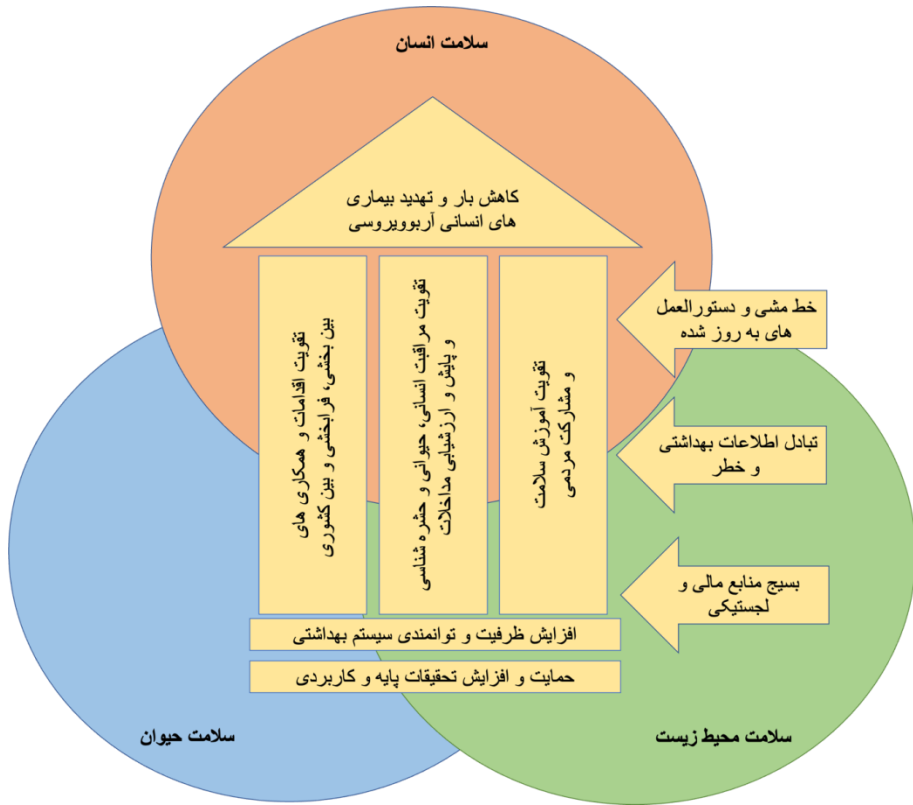 سلامت انسان
کاهش بار و تهدید بیماری
های انسانی آربوویروسی
تقویت آموزش سلامت
و مشارکت مردمی
تقویت مراقبت انسانی، حیوانی و حشره شناسی
و پایش و ارزشیابی مداخلات
تقویت اقدامات و همکاری های
بین بخشی، فرابخشی و بین کشوری
خط مشی و دستورالعمل
های به روز شده
تبادل اطلاعات بهداشتی
و خطر
بسیج منابع مالی و
لجستیکی
افزایش ظرفیت و توانمندی سیستم بهداشتی
حمایت و افزایش تحقیقات پایه و کاربردی
سلامت محیط زیست
سلامت حیوان